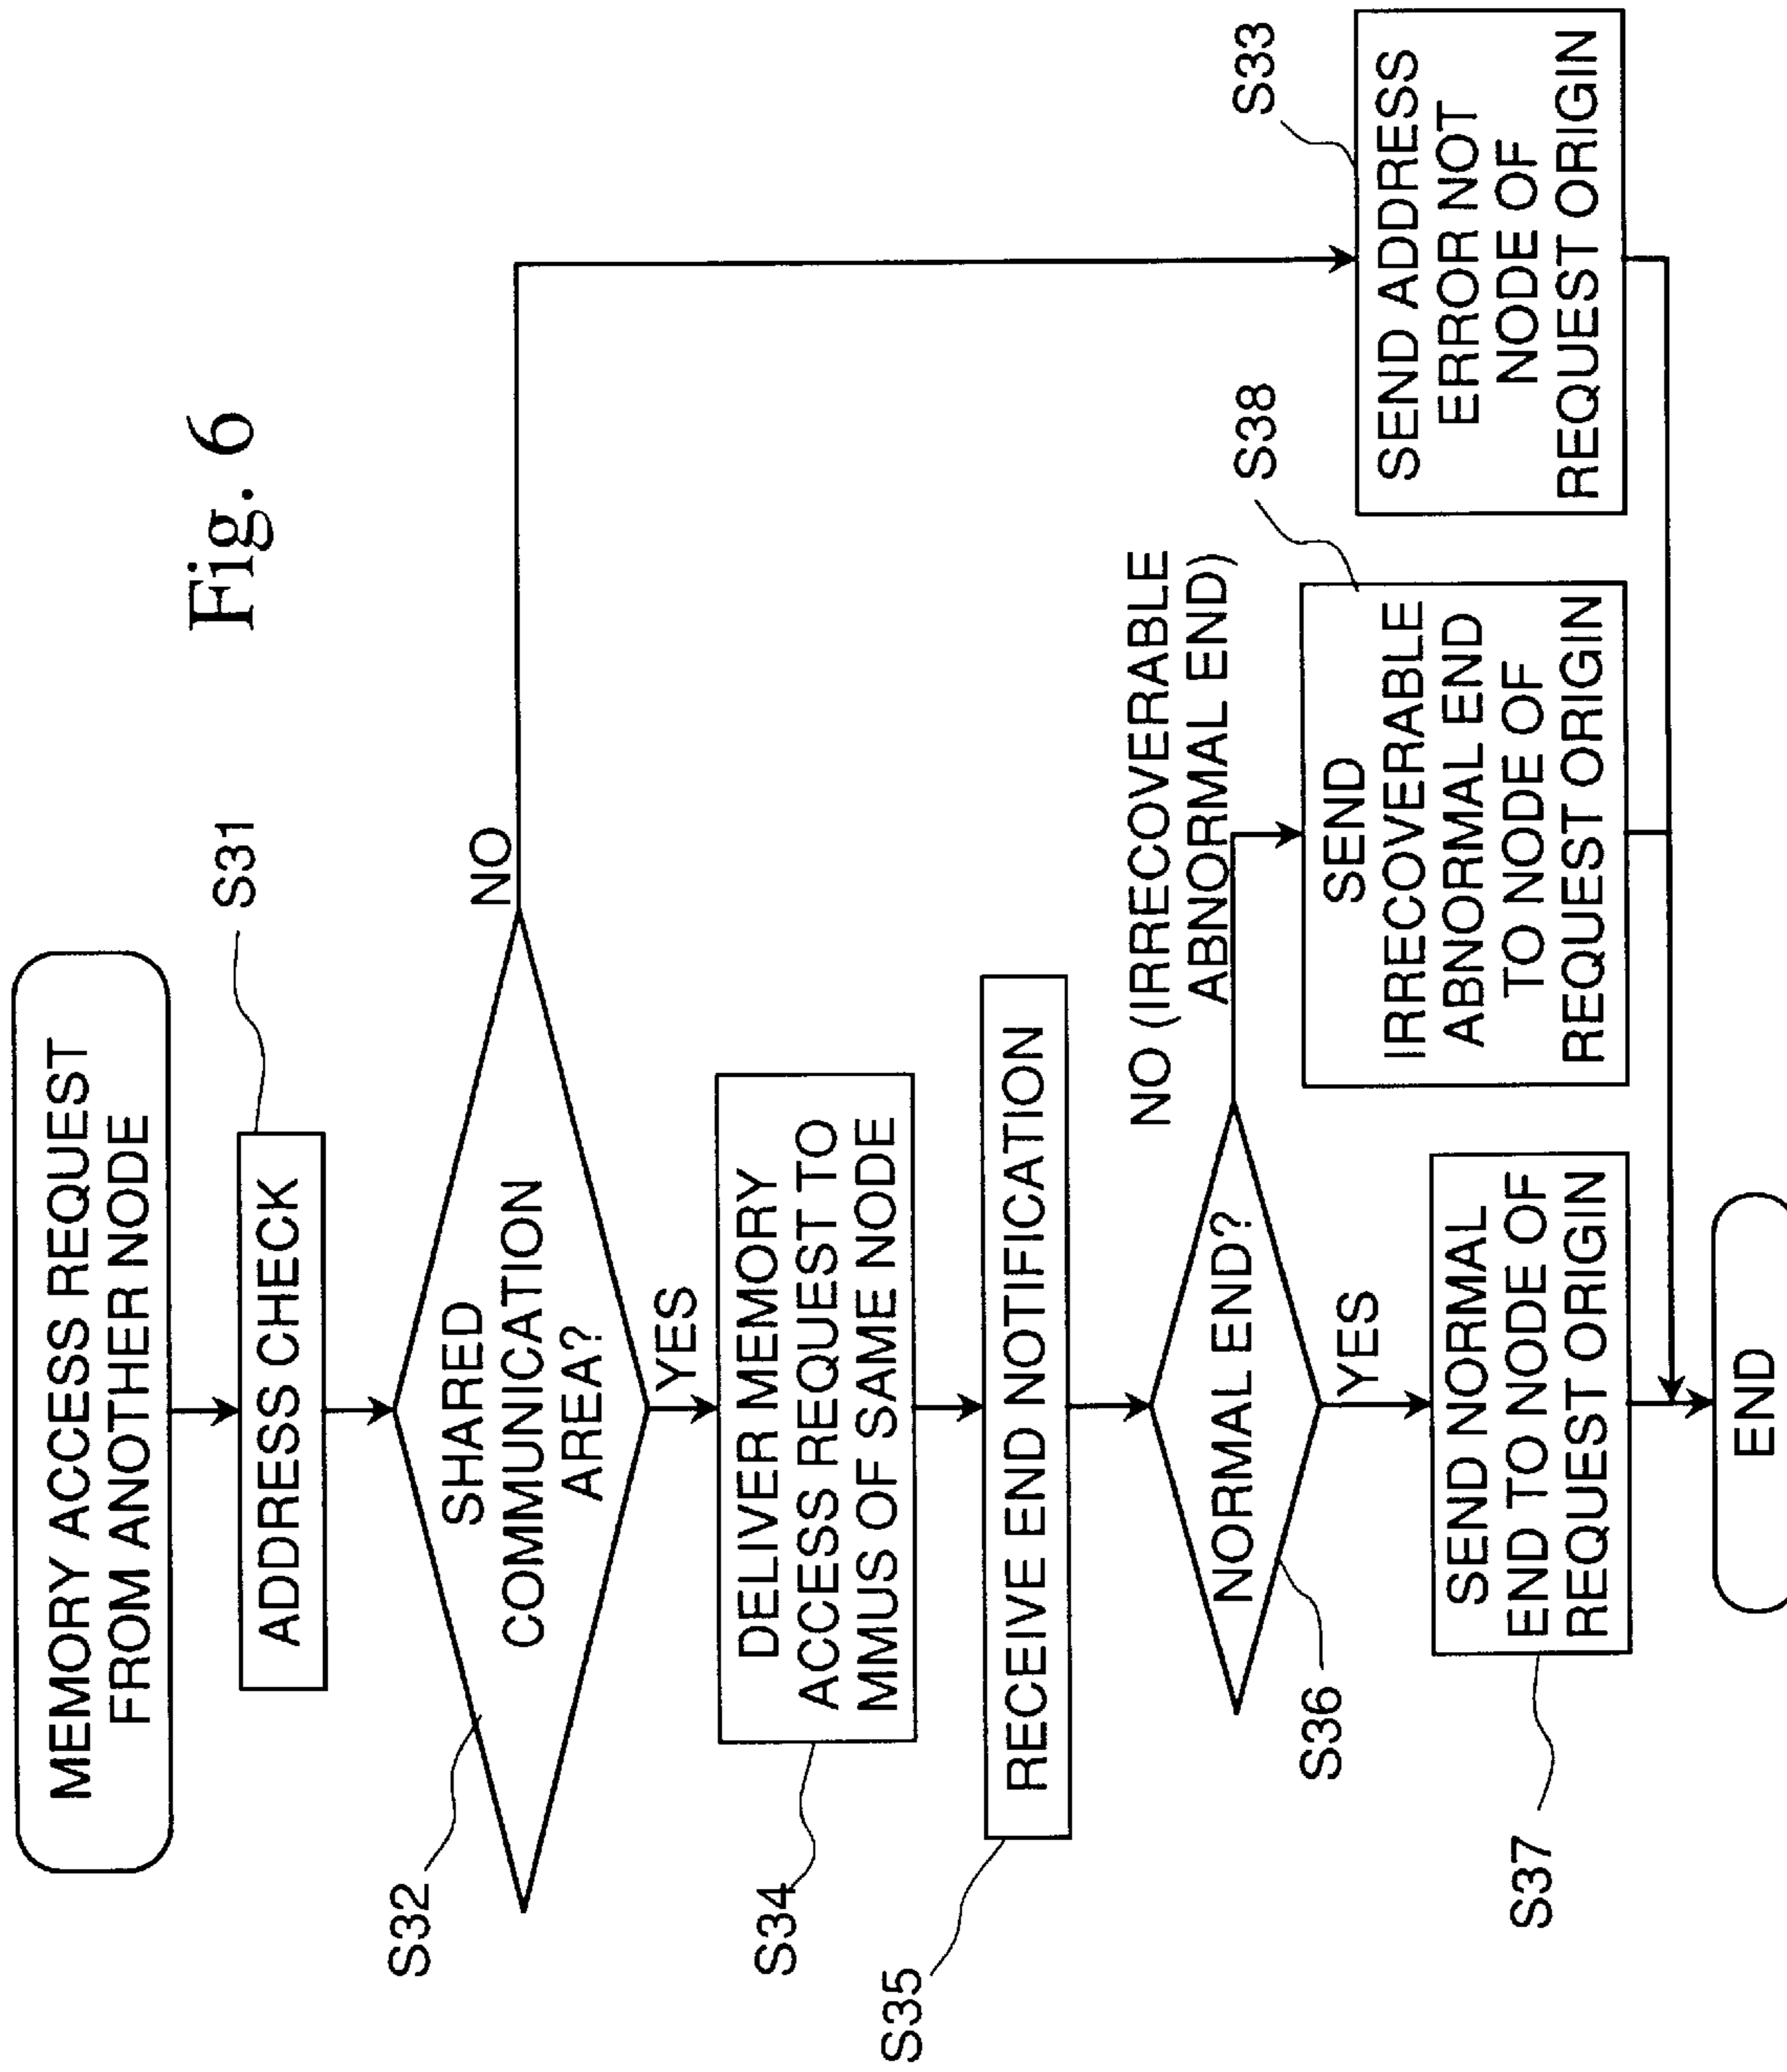 Fig. 6
MEMORY ACCESS REQUEST
FROM ANOTHER NODE
S31
ADDRESS CHECK
S32
SHARED
COMMUNICATION
AREA?
NO
YES
S34
DELIVER MEMORY
ACCESS REQUEST TO
MMUS OF SAME NODE
S35
RECEIVE END NOTIFICATION
S36
NORMAL END?
NO (IRRECOVERABLE
ABNORMAL END)
YES
S37
SEND NORMAL
END TO NODE OF
REQUEST ORIGIN
S38
SEND
IRRECOVERABLE
ABNORMAL END
TO NODE OF
REQUEST ORIGIN
S33
SEND ADDRESS
ERROR NOT
NODE OF
REQUEST ORIGIN
END